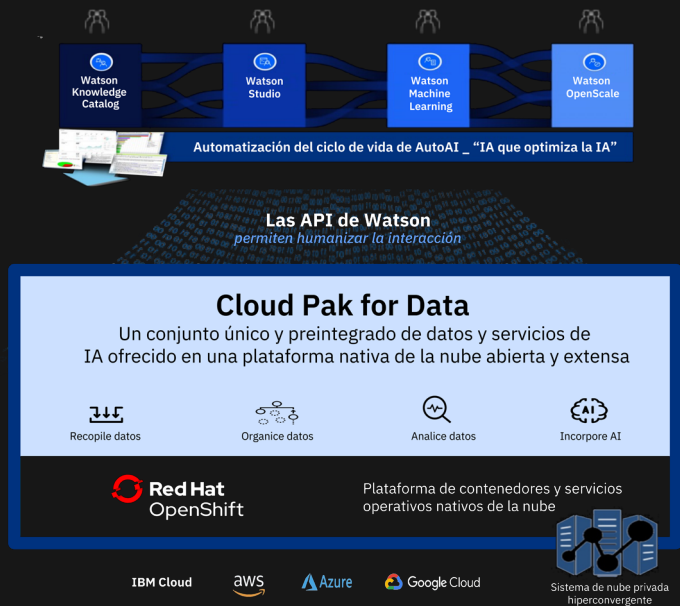 Watson
Knowledge
Catalog
Watson
Studio
Watson
Machine
Learning
Watson
OpenScale
Automatización del ciclo de vida de AutoAI _ “IA que optimiza la IA”
Las API de Watson
permiten humanizar la interacción
Cloud Pak for Data
Un conjunto único y preintegrado de datos y servicios de
IA ofrecido en una plataforma nativa de la nube abierta y extensa
Recopile datos
Organice datos
AI
Analice datos
Incorpore AI
Red Hat
OpenShift
Plataforma de contenedores y servicios
operativos nativos de la nube
IBM Cloud
aws
Azure
Google Cloud
Sistema de nube privada
hiperconvergente